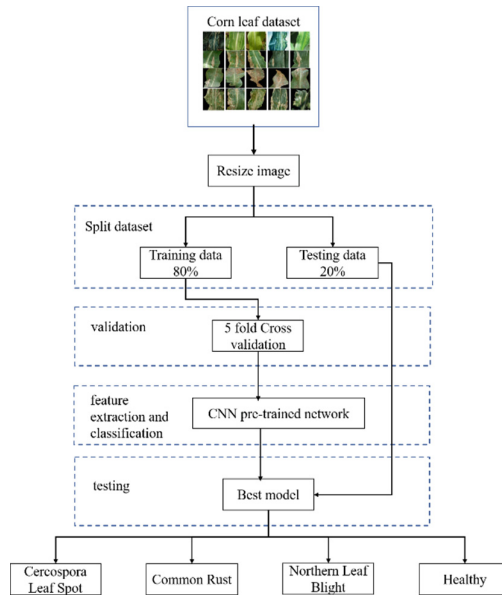 Corn leaf dataset
Resize image
Split dataset
Training data
80%
Testing data
20%
validation
5 fold Cross
validation
feature
extraction and
classification
CNN pre-trained network
testing
Best model
Cercospora
Leaf Spot
Common Rust
Northern Leaf
Blight
Healthy